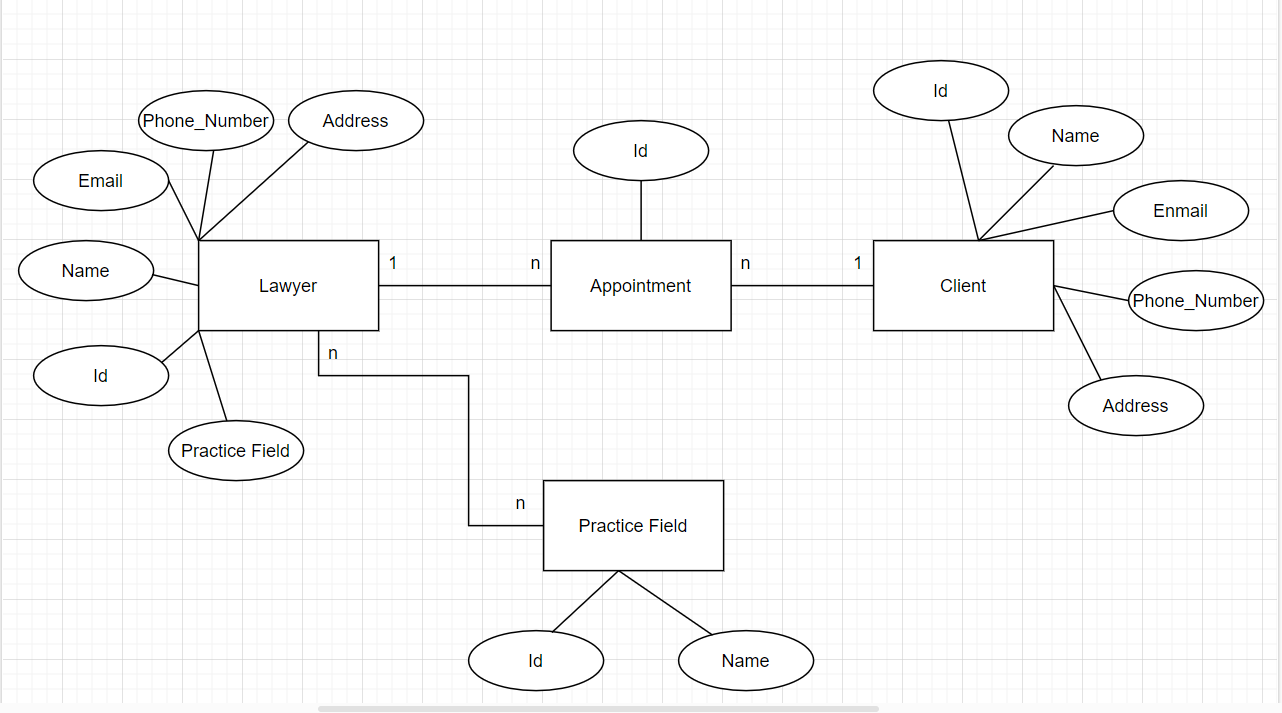 Id
Phone_Number
Address
Name
Id
Email
Enmail
Name
Lawyer
1
n
Appointment
n
1
Client
Phone_Number
n
Id
Address
Practice Field
n
Practice Field
Id
Name